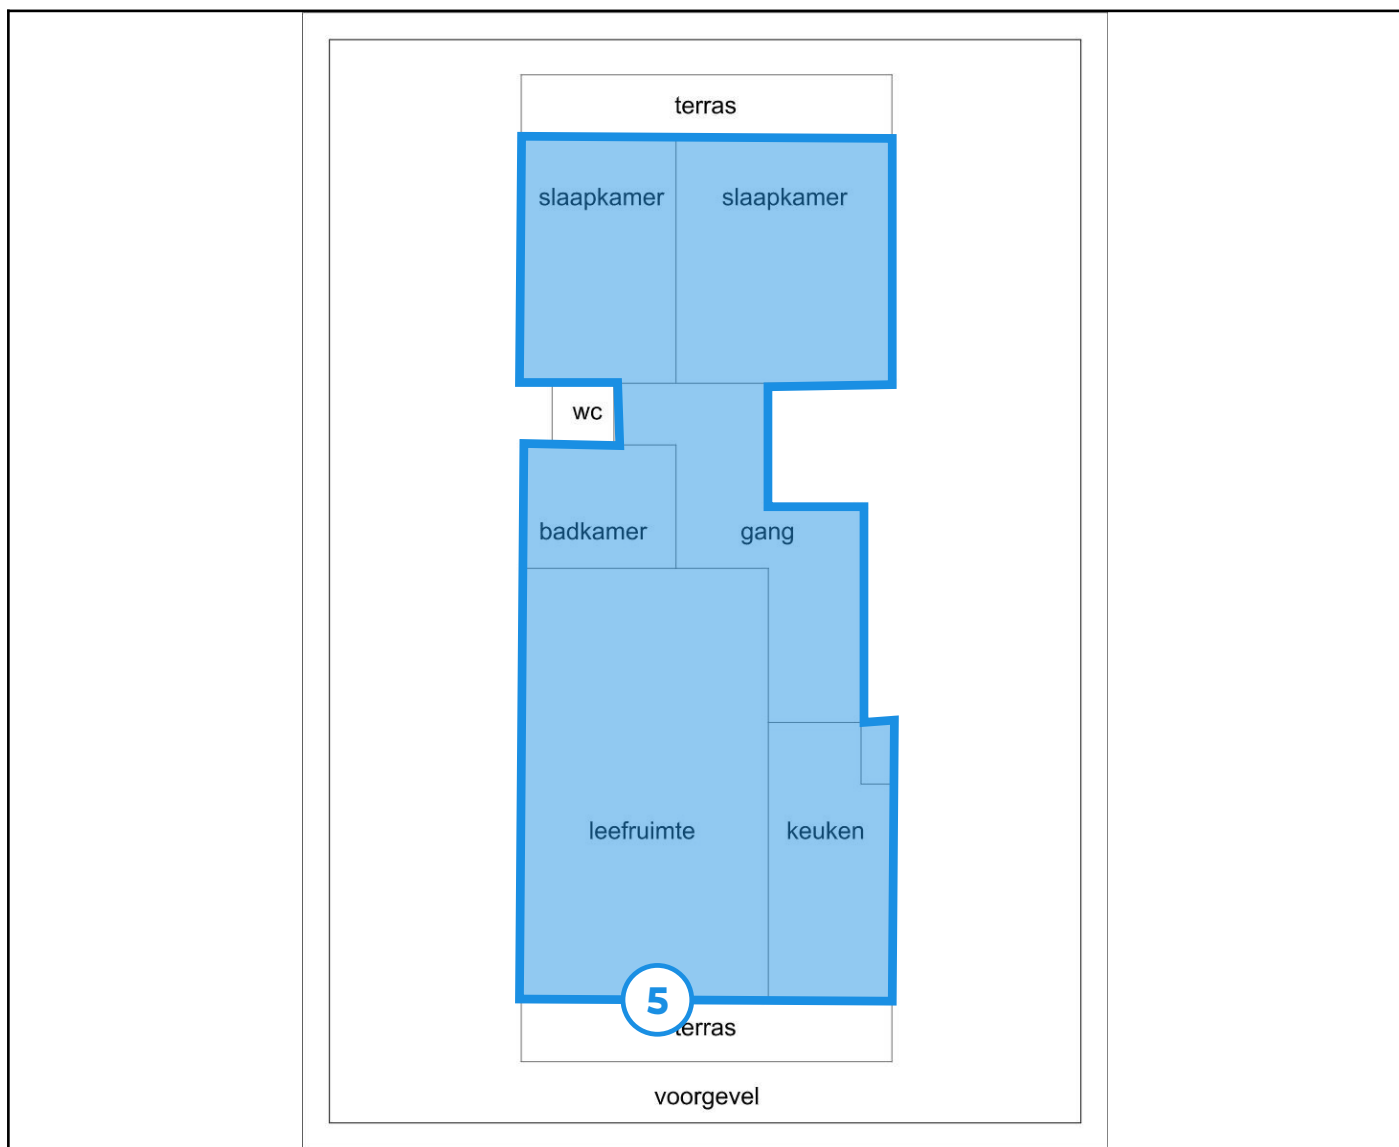 terras
slaapkamer slaapkamer
wc
badkamer gang
leefruimte keuken
5
terras
voorgevel